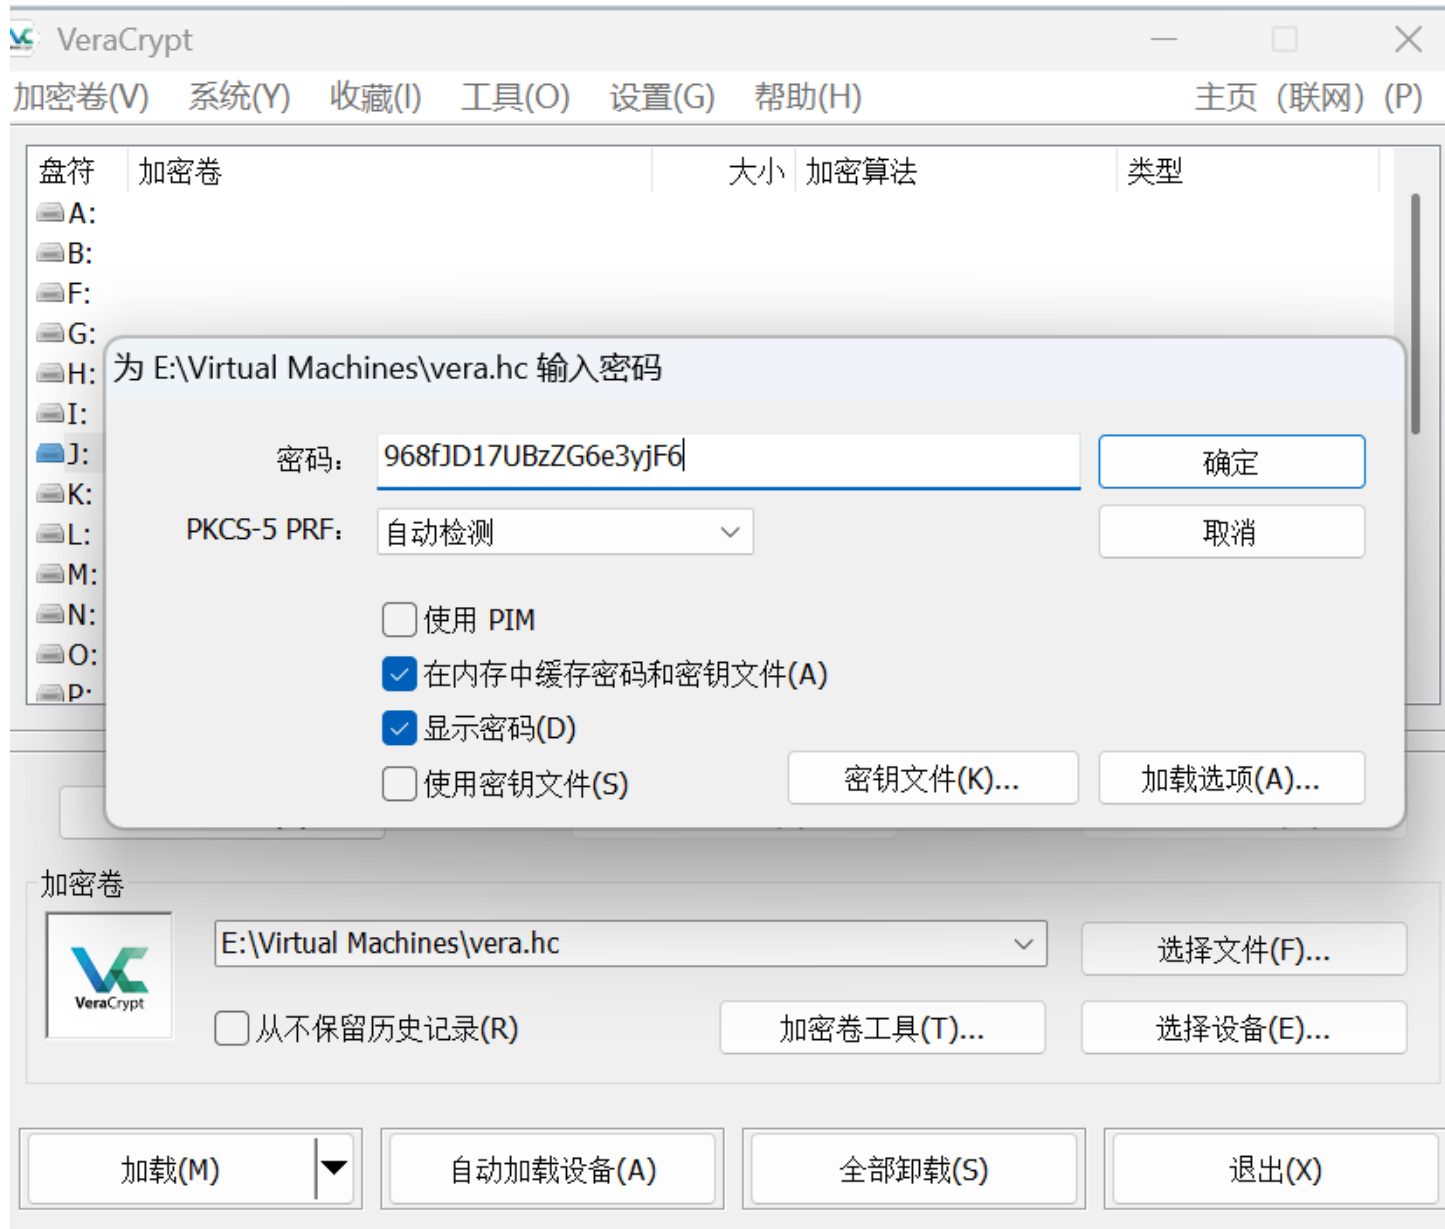 VeraCrypt
加密卷(V) 系统(Y) 收藏(I) 工具(O) 设置(G) 帮助(H) 主页（联网）(P)
盘符 加密卷 大小 加密算法 类型
A:
B:
F:
G:
H:
I:
J:
K:
L:
M:
N:
O:
P:
为 E:\Virtual Machines\vera.hc 输入密码
密码： 968fJD17UBzZG6e3yjF6 确定
PKCS-5 PRF： 自动检测 取消
使用 PIM
在内存中缓存密码和密钥文件(A)
显示密码(D)
使用密钥文件(S) 密钥文件(K)... 加载选项(A)...
加密卷
VeraCrypt
E:\Virtual Machines\vera.hc 选择文件(F)...
从不保留历史记录(R) 加密卷工具(T)... 选择设备(E)...
加载(M) 自动加载设备(A) 全部卸载(S) 退出(X)